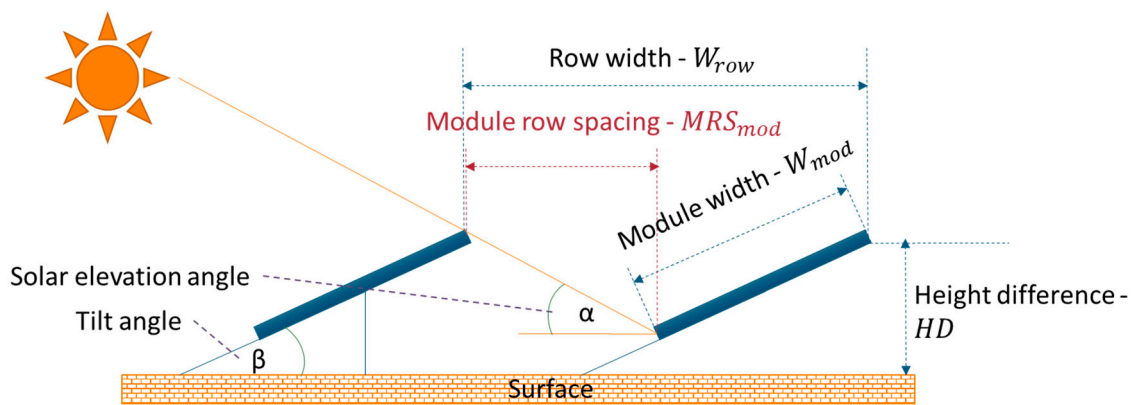 Row width - W_row
Module row spacing - MRS_mod
Module width - W_mod
Solar elevation angle
α
Tilt angle
β
Height difference -
HD
Surface